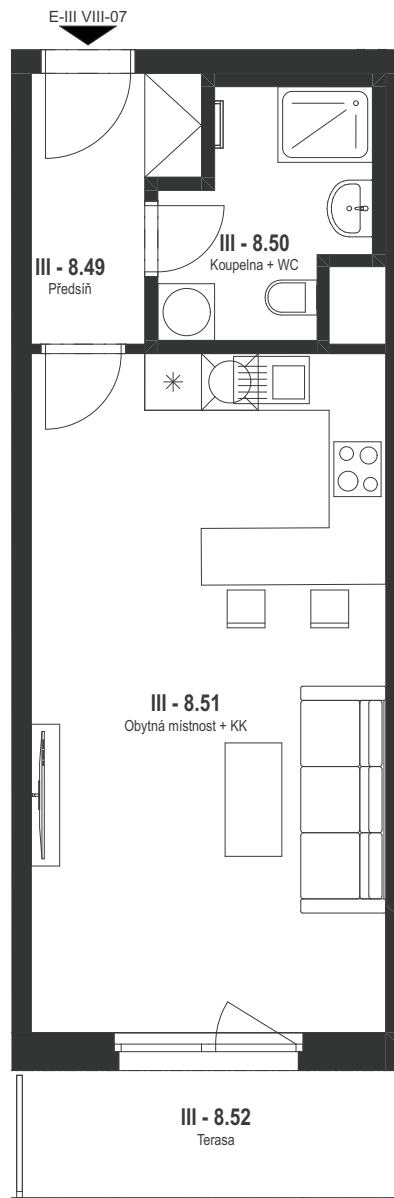 E-III VIII-07
III - 8.50
Koupelna + WC
III - 8.49
Předsíň
III - 8.51
Obytná místnost + KK
III - 8.52
Terasa